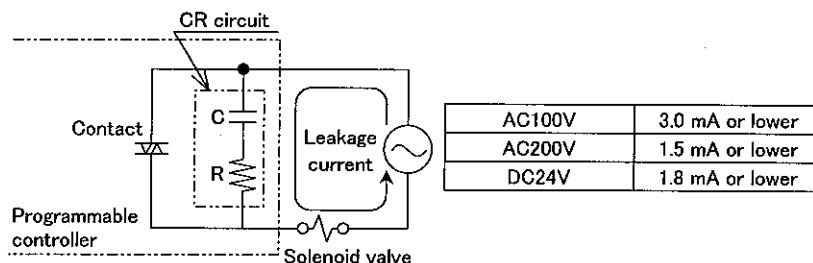 CR circuit
Contact
C
R
Leakage
current
Programmable
controller
Solenoid valve
AC100V 3.0 mA or lower
AC200V 1.5 mA or lower
DC24V 1.8 mA or lower